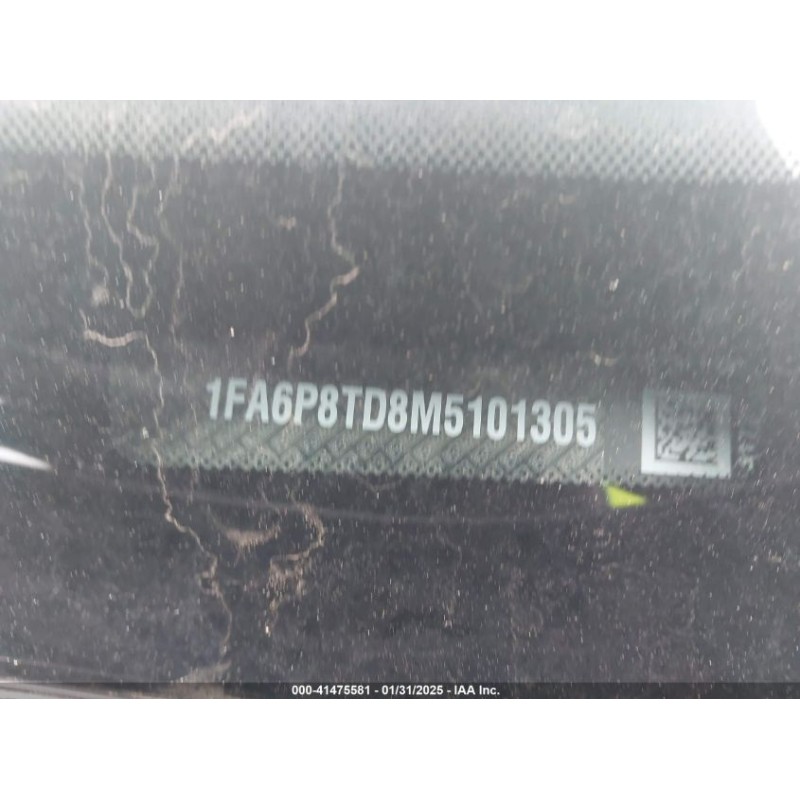 1FA6P8TD8M5101305
000-41475581 - 01/31/2025 - IAA Inc.